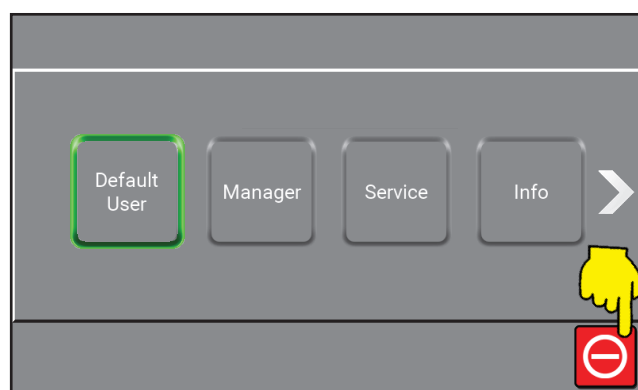 Default
User
Manager
Service
Info